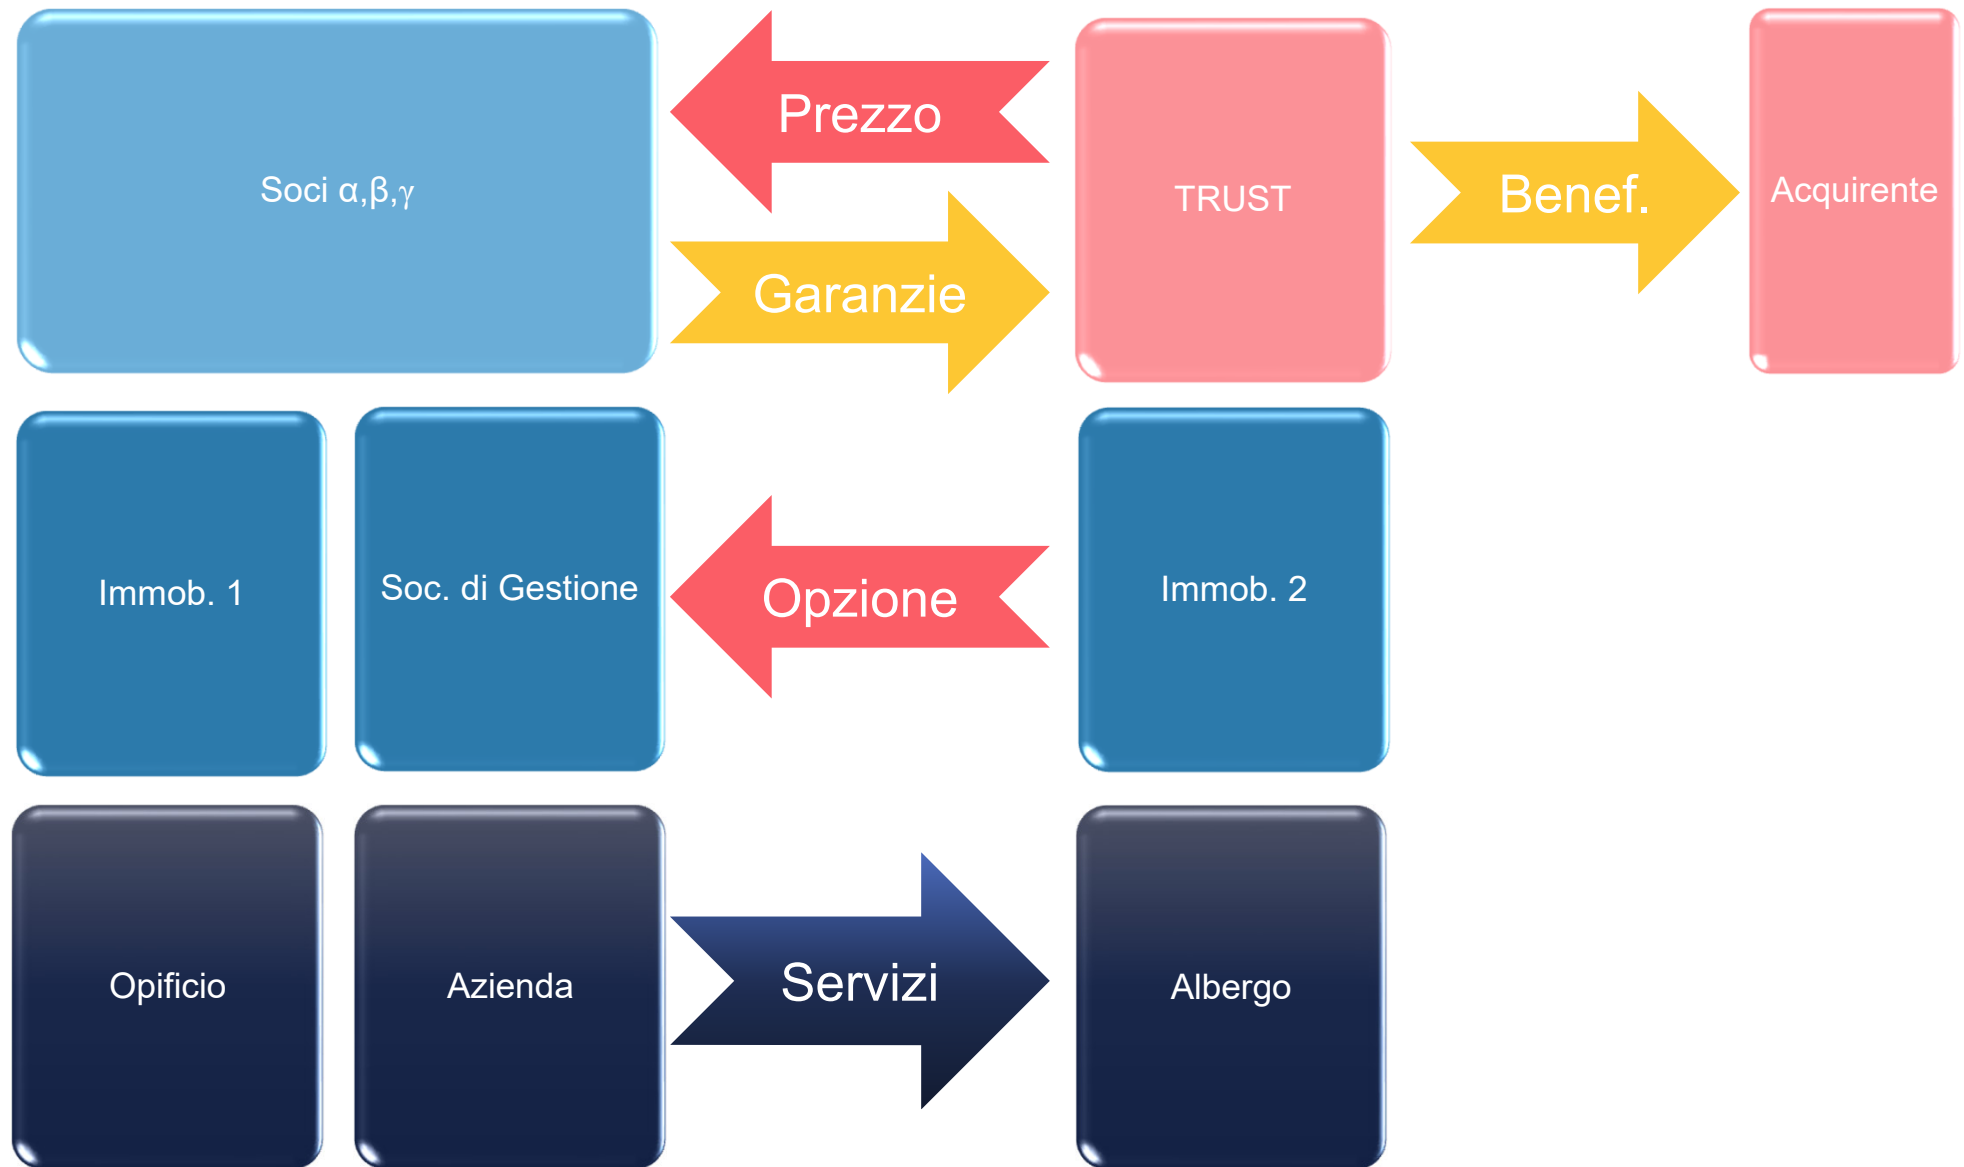 Soci α,β,γ
Prezzo
Garanzie
TRUST
Benef.
Acquirente
Immob. 1
Soc. di Gestione
Opzione
Immob. 2
Opificio
Azienda
Servizi
Albergo